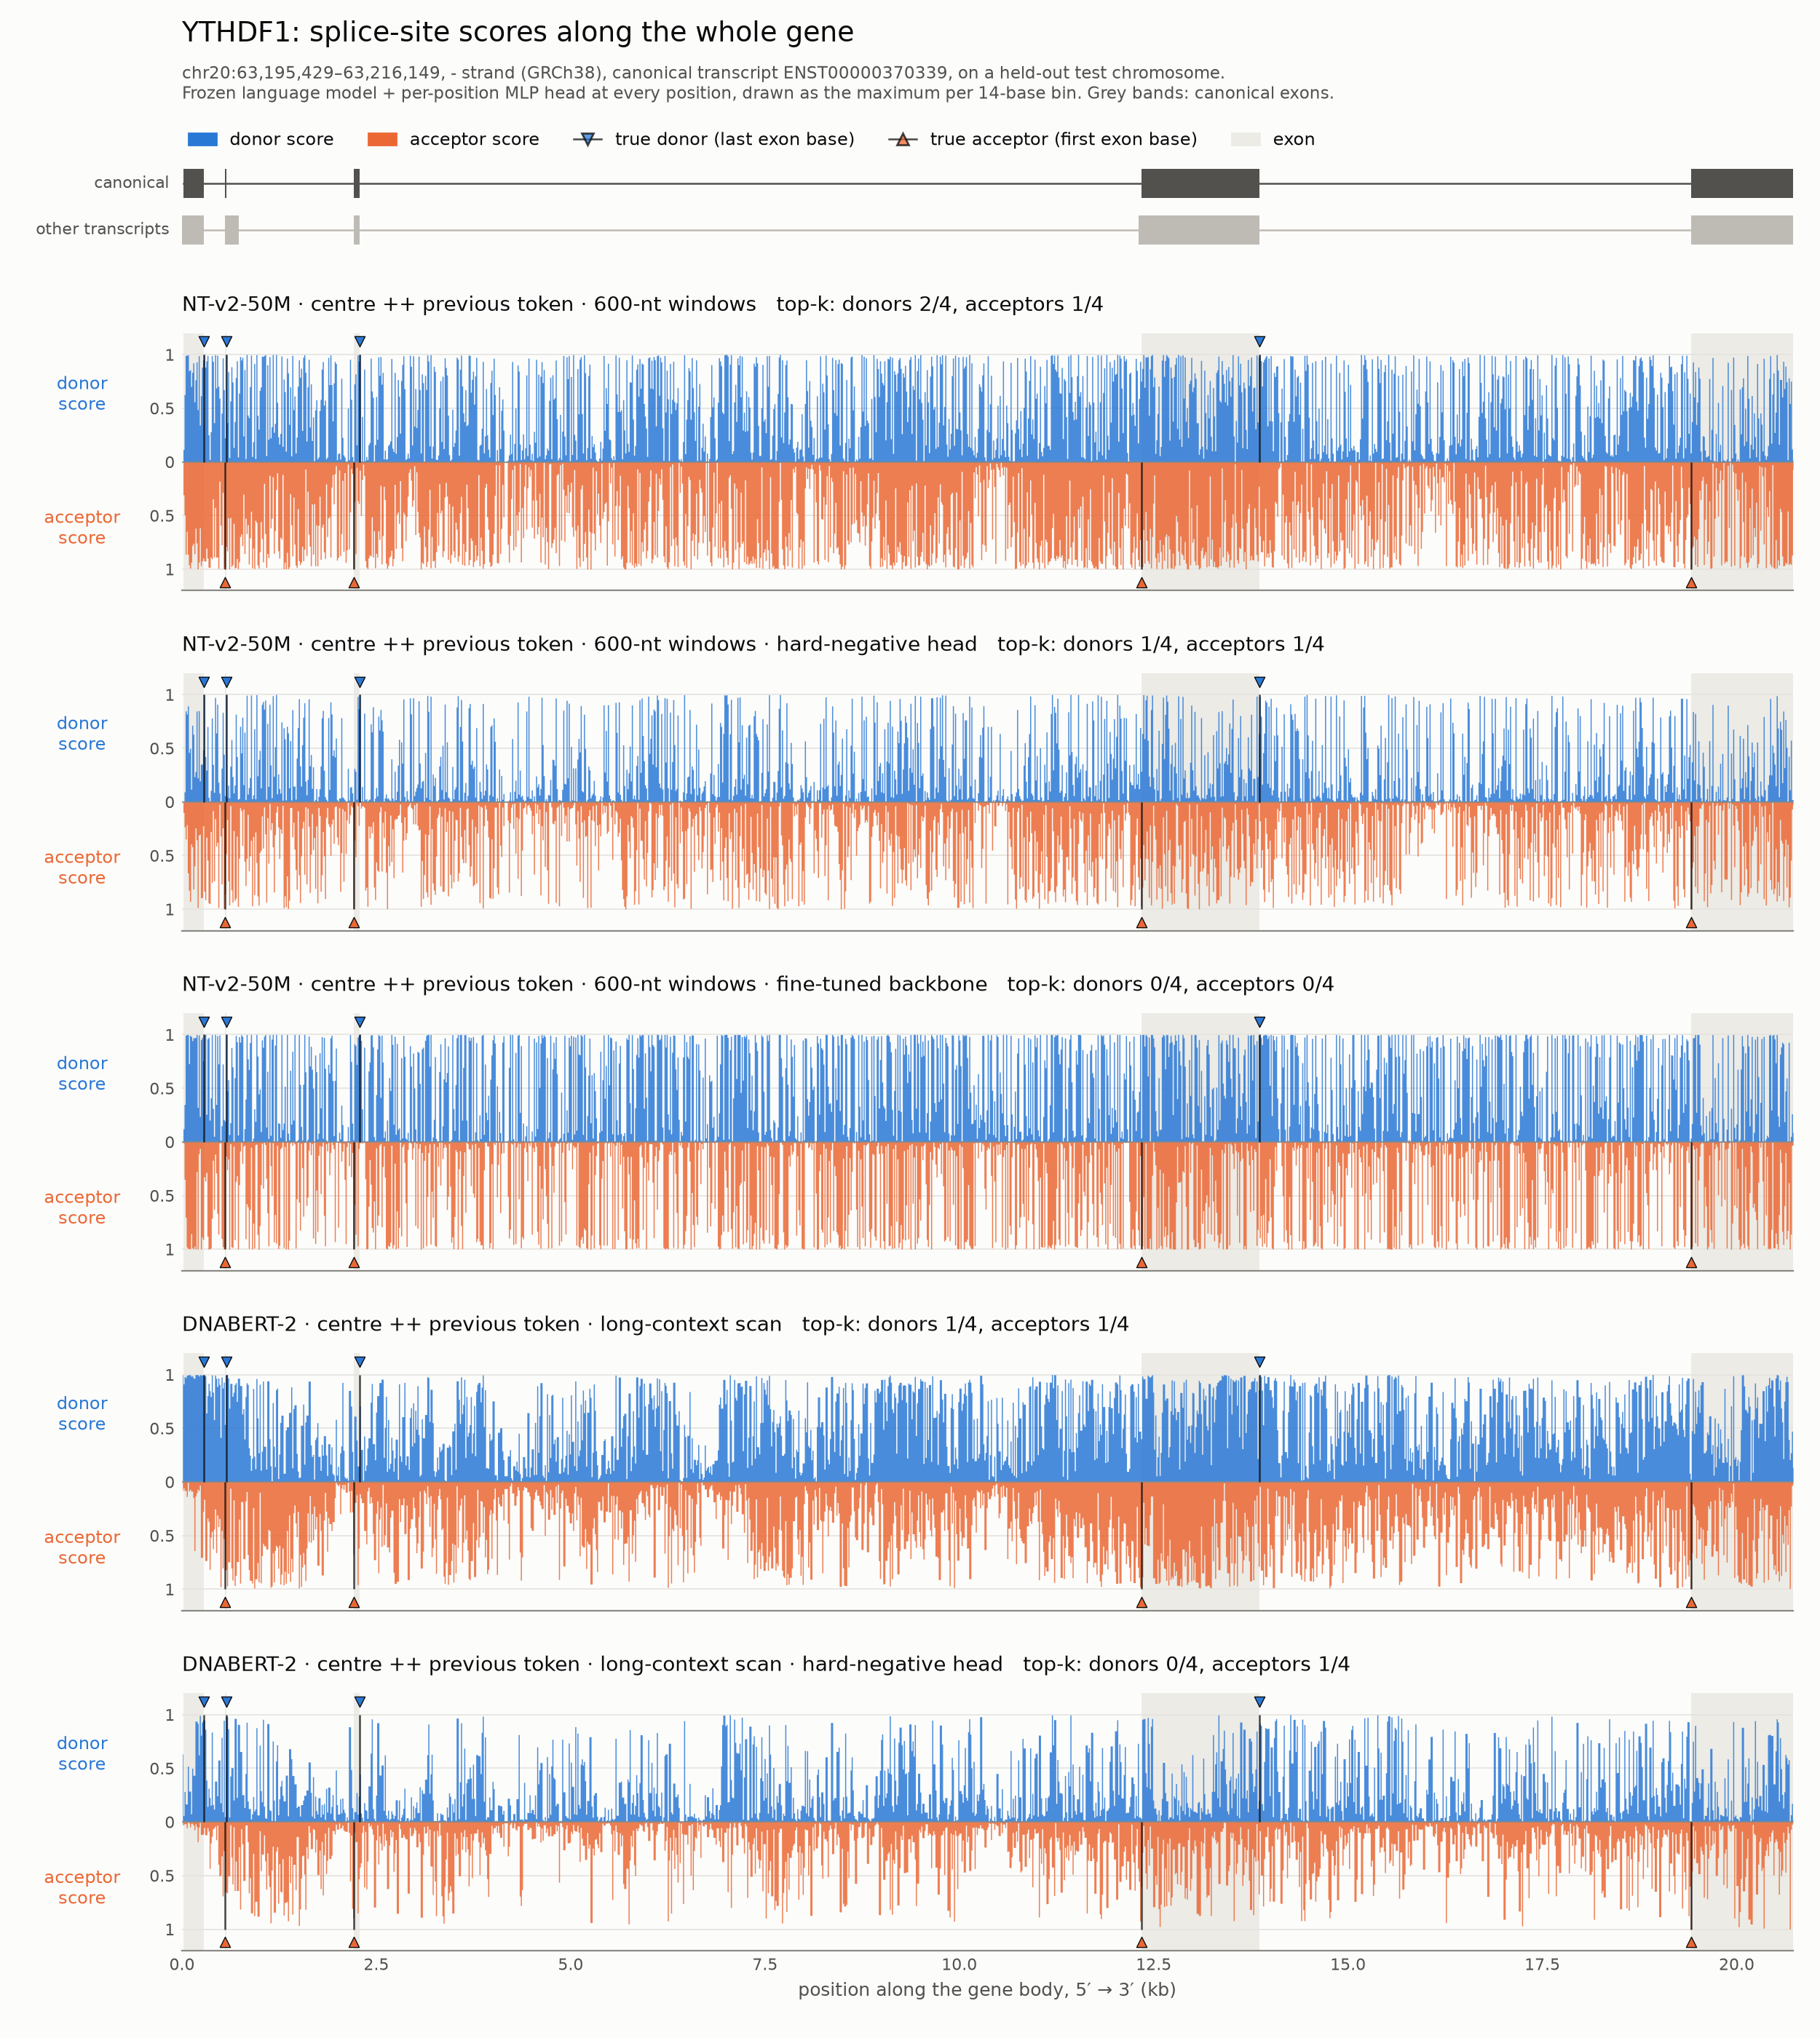 YTHDF1: splice-site scores along the whole gene
chr20:63,195,429–63,216,149, - strand (GRCh38), canonical transcript ENST00000370339, on a held-out test chromosome.
Frozen language model + per-position MLP head at every position, drawn as the maximum per 14-base bin. Grey bands: canonical exons.
donor score acceptor score true donor (last exon base) true acceptor (first exon base) exon
canonical
other transcripts
NT-v2-50M · centre ++ previous token · 600-nt windows top-k: donors 2/4, acceptors 1/4
1
donor
score
0.5
0
acceptor
score
0.5
1
NT-v2-50M · centre ++ previous token · 600-nt windows · hard-negative head top-k: donors 1/4, acceptors 1/4
1
donor
score
0.5
0
acceptor
score
0.5
1
NT-v2-50M · centre ++ previous token · 600-nt windows · fine-tuned backbone top-k: donors 0/4, acceptors 0/4
1
donor
score
0.5
0
acceptor
score
0.5
1
DNABERT-2 · centre ++ previous token · long-context scan top-k: donors 1/4, acceptors 1/4
1
donor
score
0.5
0
acceptor
score
0.5
1
DNABERT-2 · centre ++ previous token · long-context scan · hard-negative head top-k: donors 0/4, acceptors 1/4
1
donor
score
0.5
0
acceptor
score
0.5
1
0.0 2.5 5.0 7.5 10.0 12.5 15.0 17.5 20.0
position along the gene body, 5′ → 3′ (kb)